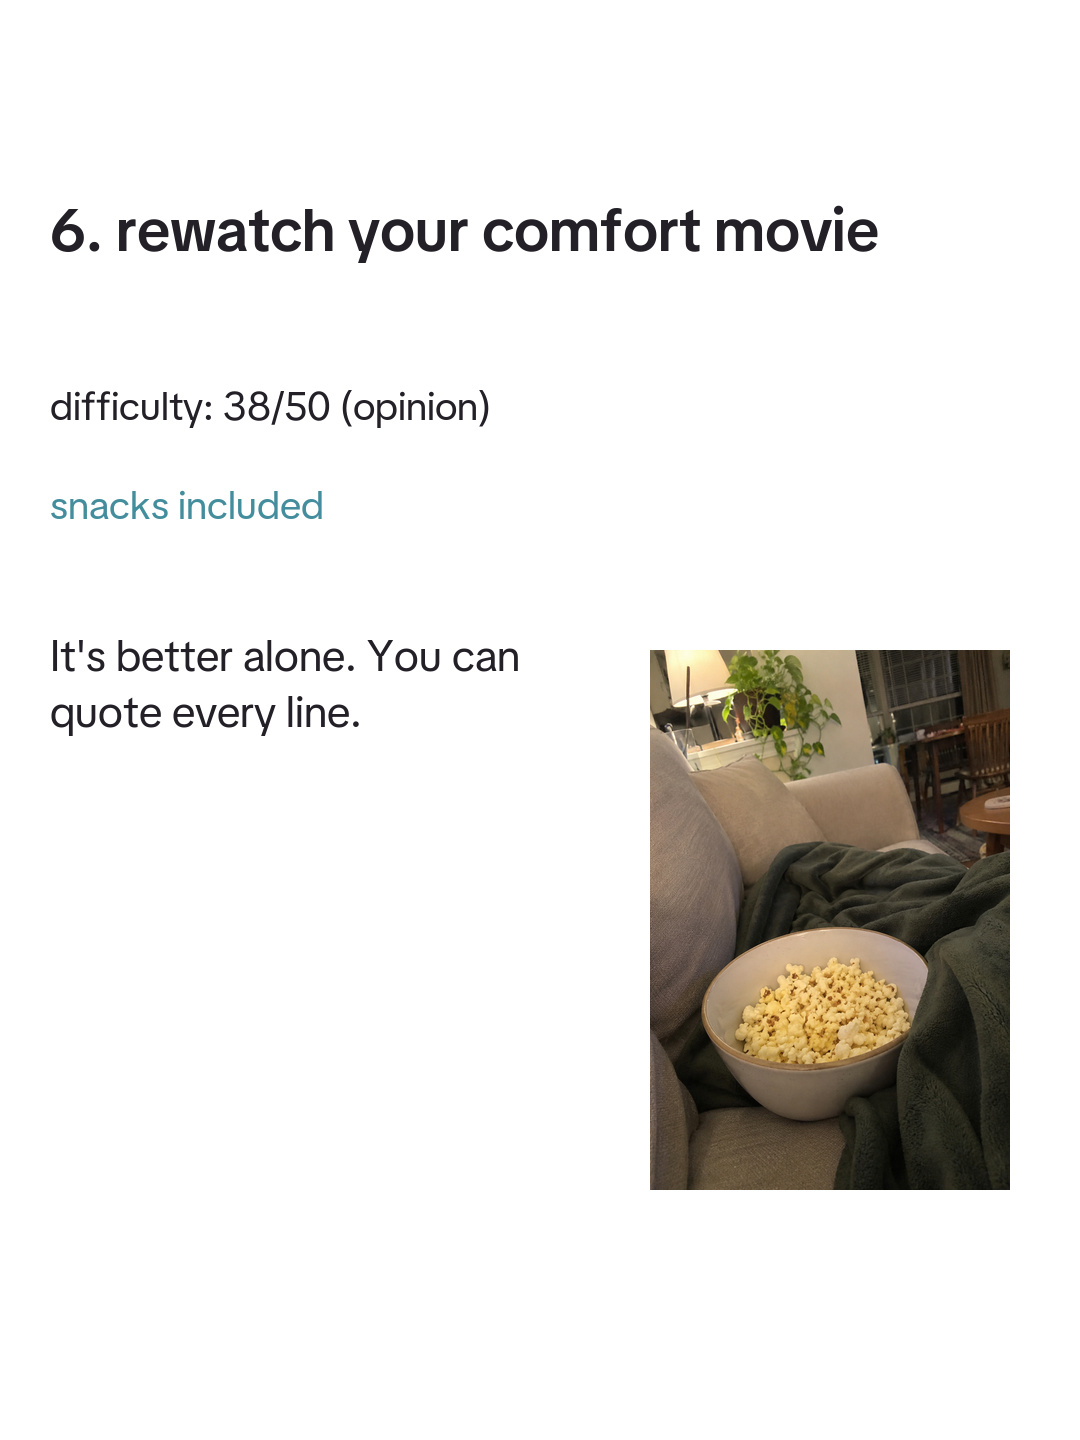 6. rewatch your comfort movie
difficulty: 38/50 (opinion)
snacks included
It's better alone. You can
quote every line.